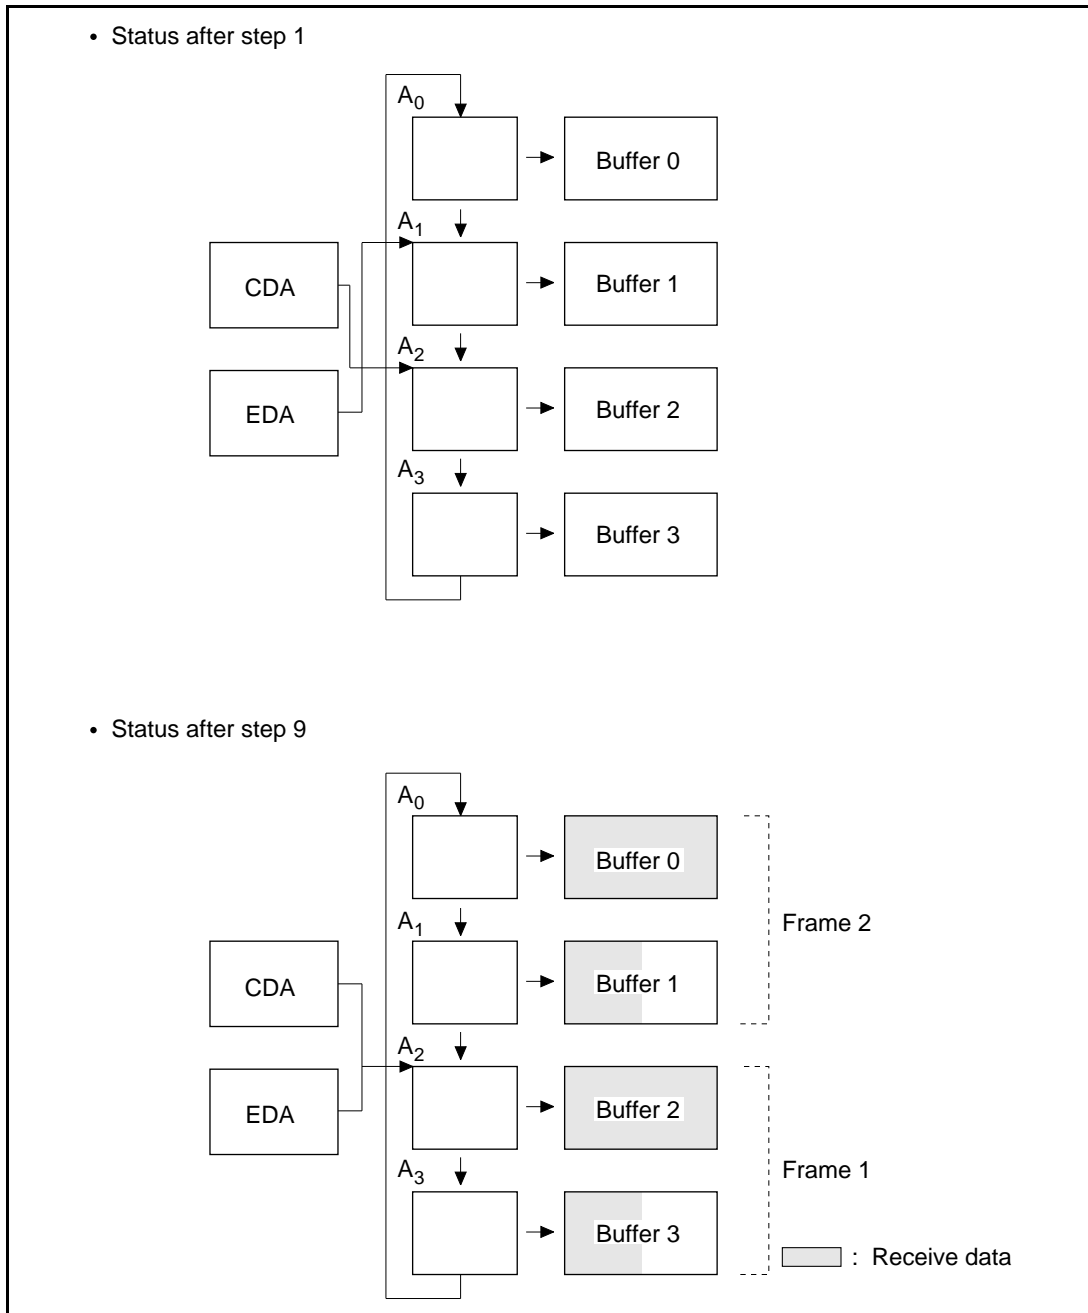 • Status after step 1
A0
Buffer 0
A1
CDA
Buffer 1
A2
EDA
Buffer 2
A3
Buffer 3
• Status after step 9
A0
Buffer 0
Frame 2
A1
CDA
Buffer 1
A2
EDA
Buffer 2
A3
Frame 1
Buffer 3
: Receive data